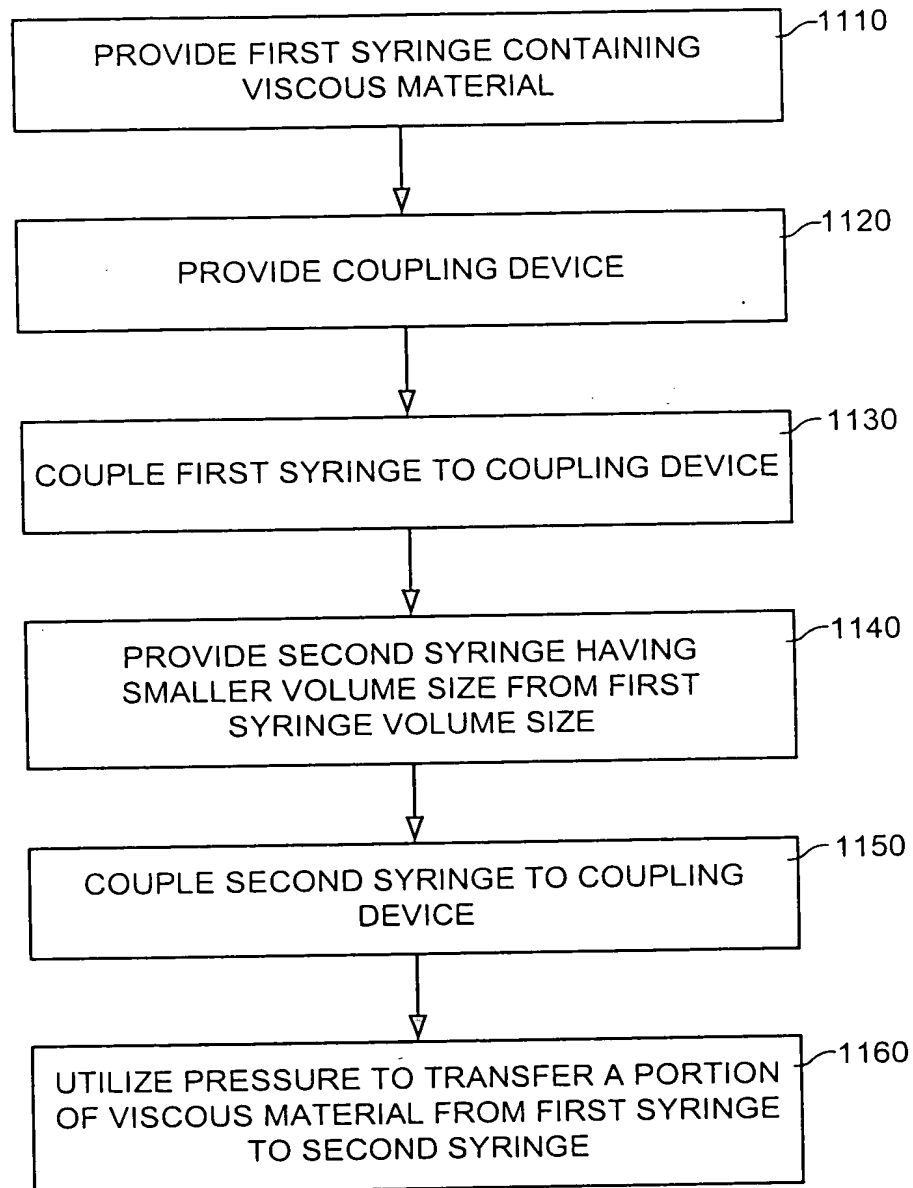 1110
PROVIDE FIRST SYRINGE CONTAINING
VISCOUS MATERIAL
1120
PROVIDE COUPLING DEVICE
1130
COUPLE FIRST SYRINGE TO COUPLING DEVICE
1140
PROVIDE SECOND SYRINGE HAVING
SMALLER VOLUME SIZE FROM FIRST
SYRINGE VOLUME SIZE
1150
COUPLE SECOND SYRINGE TO COUPLING
DEVICE
1160
UTILIZE PRESSURE TO TRANSFER A PORTION
OF VISCOUS MATERIAL FROM FIRST SYRINGE
TO SECOND SYRINGE